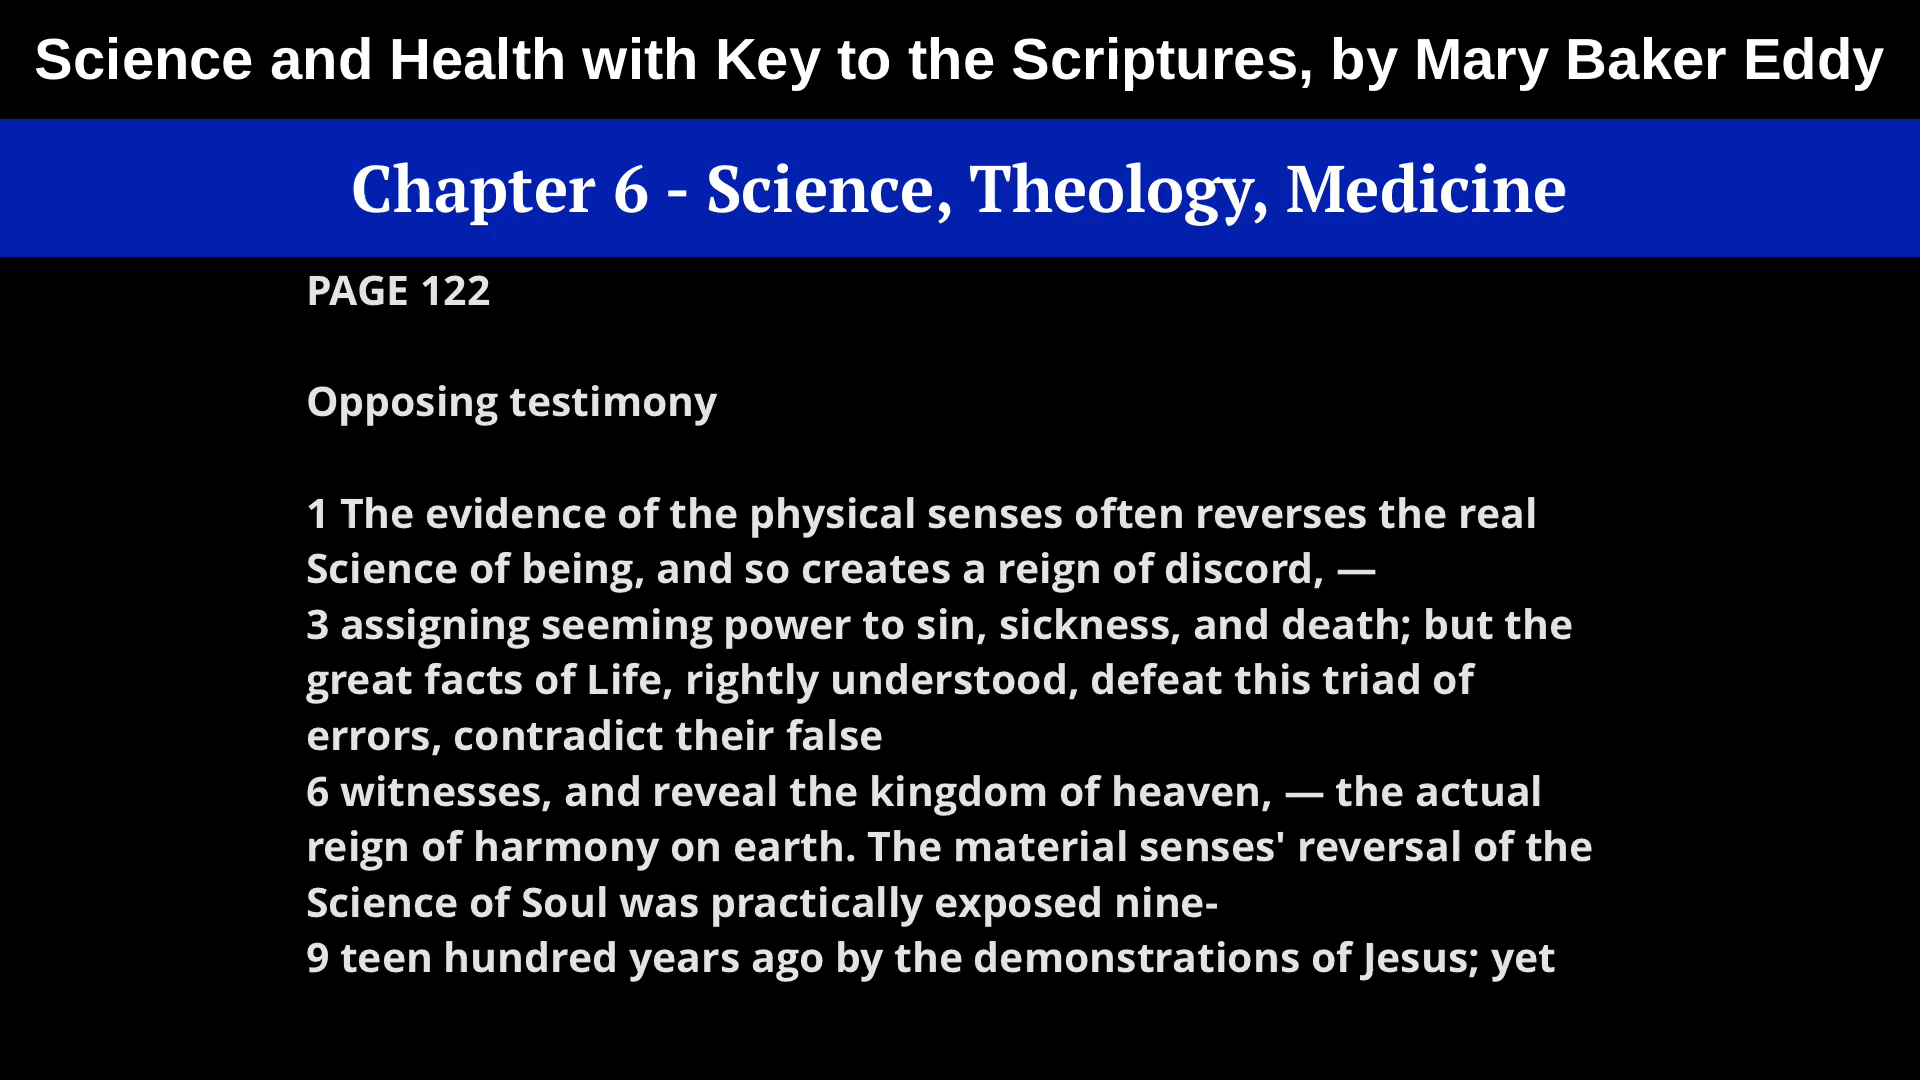 Science and Health with Key to the Scriptures, by Mary Baker Eddy
Chapter 6 - Science, Theology, Medicine
PAGE 122
Opposing testimony
1 The evidence of the physical senses often reverses the real
Science of being, and so creates a reign of discord, —
3 assigning seeming power to sin, sickness, and death; but the
great facts of Life, rightly understood, defeat this triad of
errors, contradict their false
6 witnesses, and reveal the kingdom of heaven, — the actual
reign of harmony on earth. The material senses' reversal of the
Science of Soul was practically exposed nine-
9 teen hundred years ago by the demonstrations of Jesus; yet